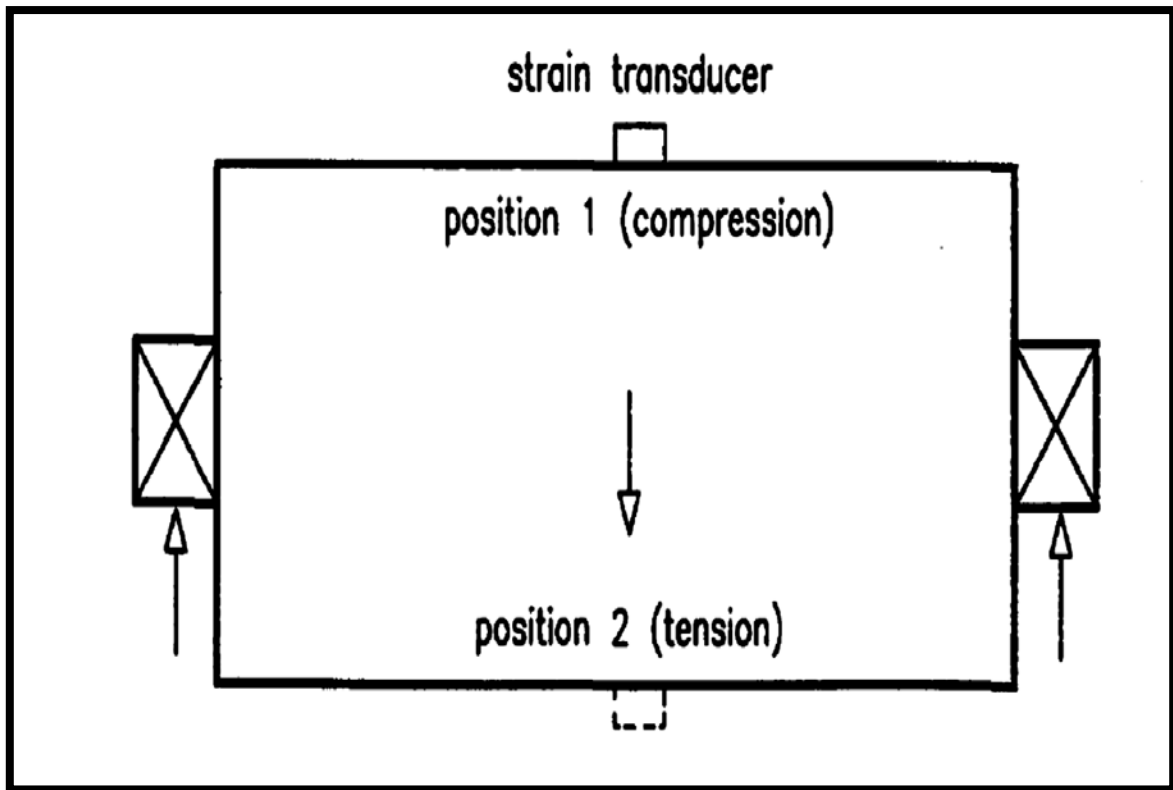 strain transducer
position 1 (compression)
position 2 (tension)